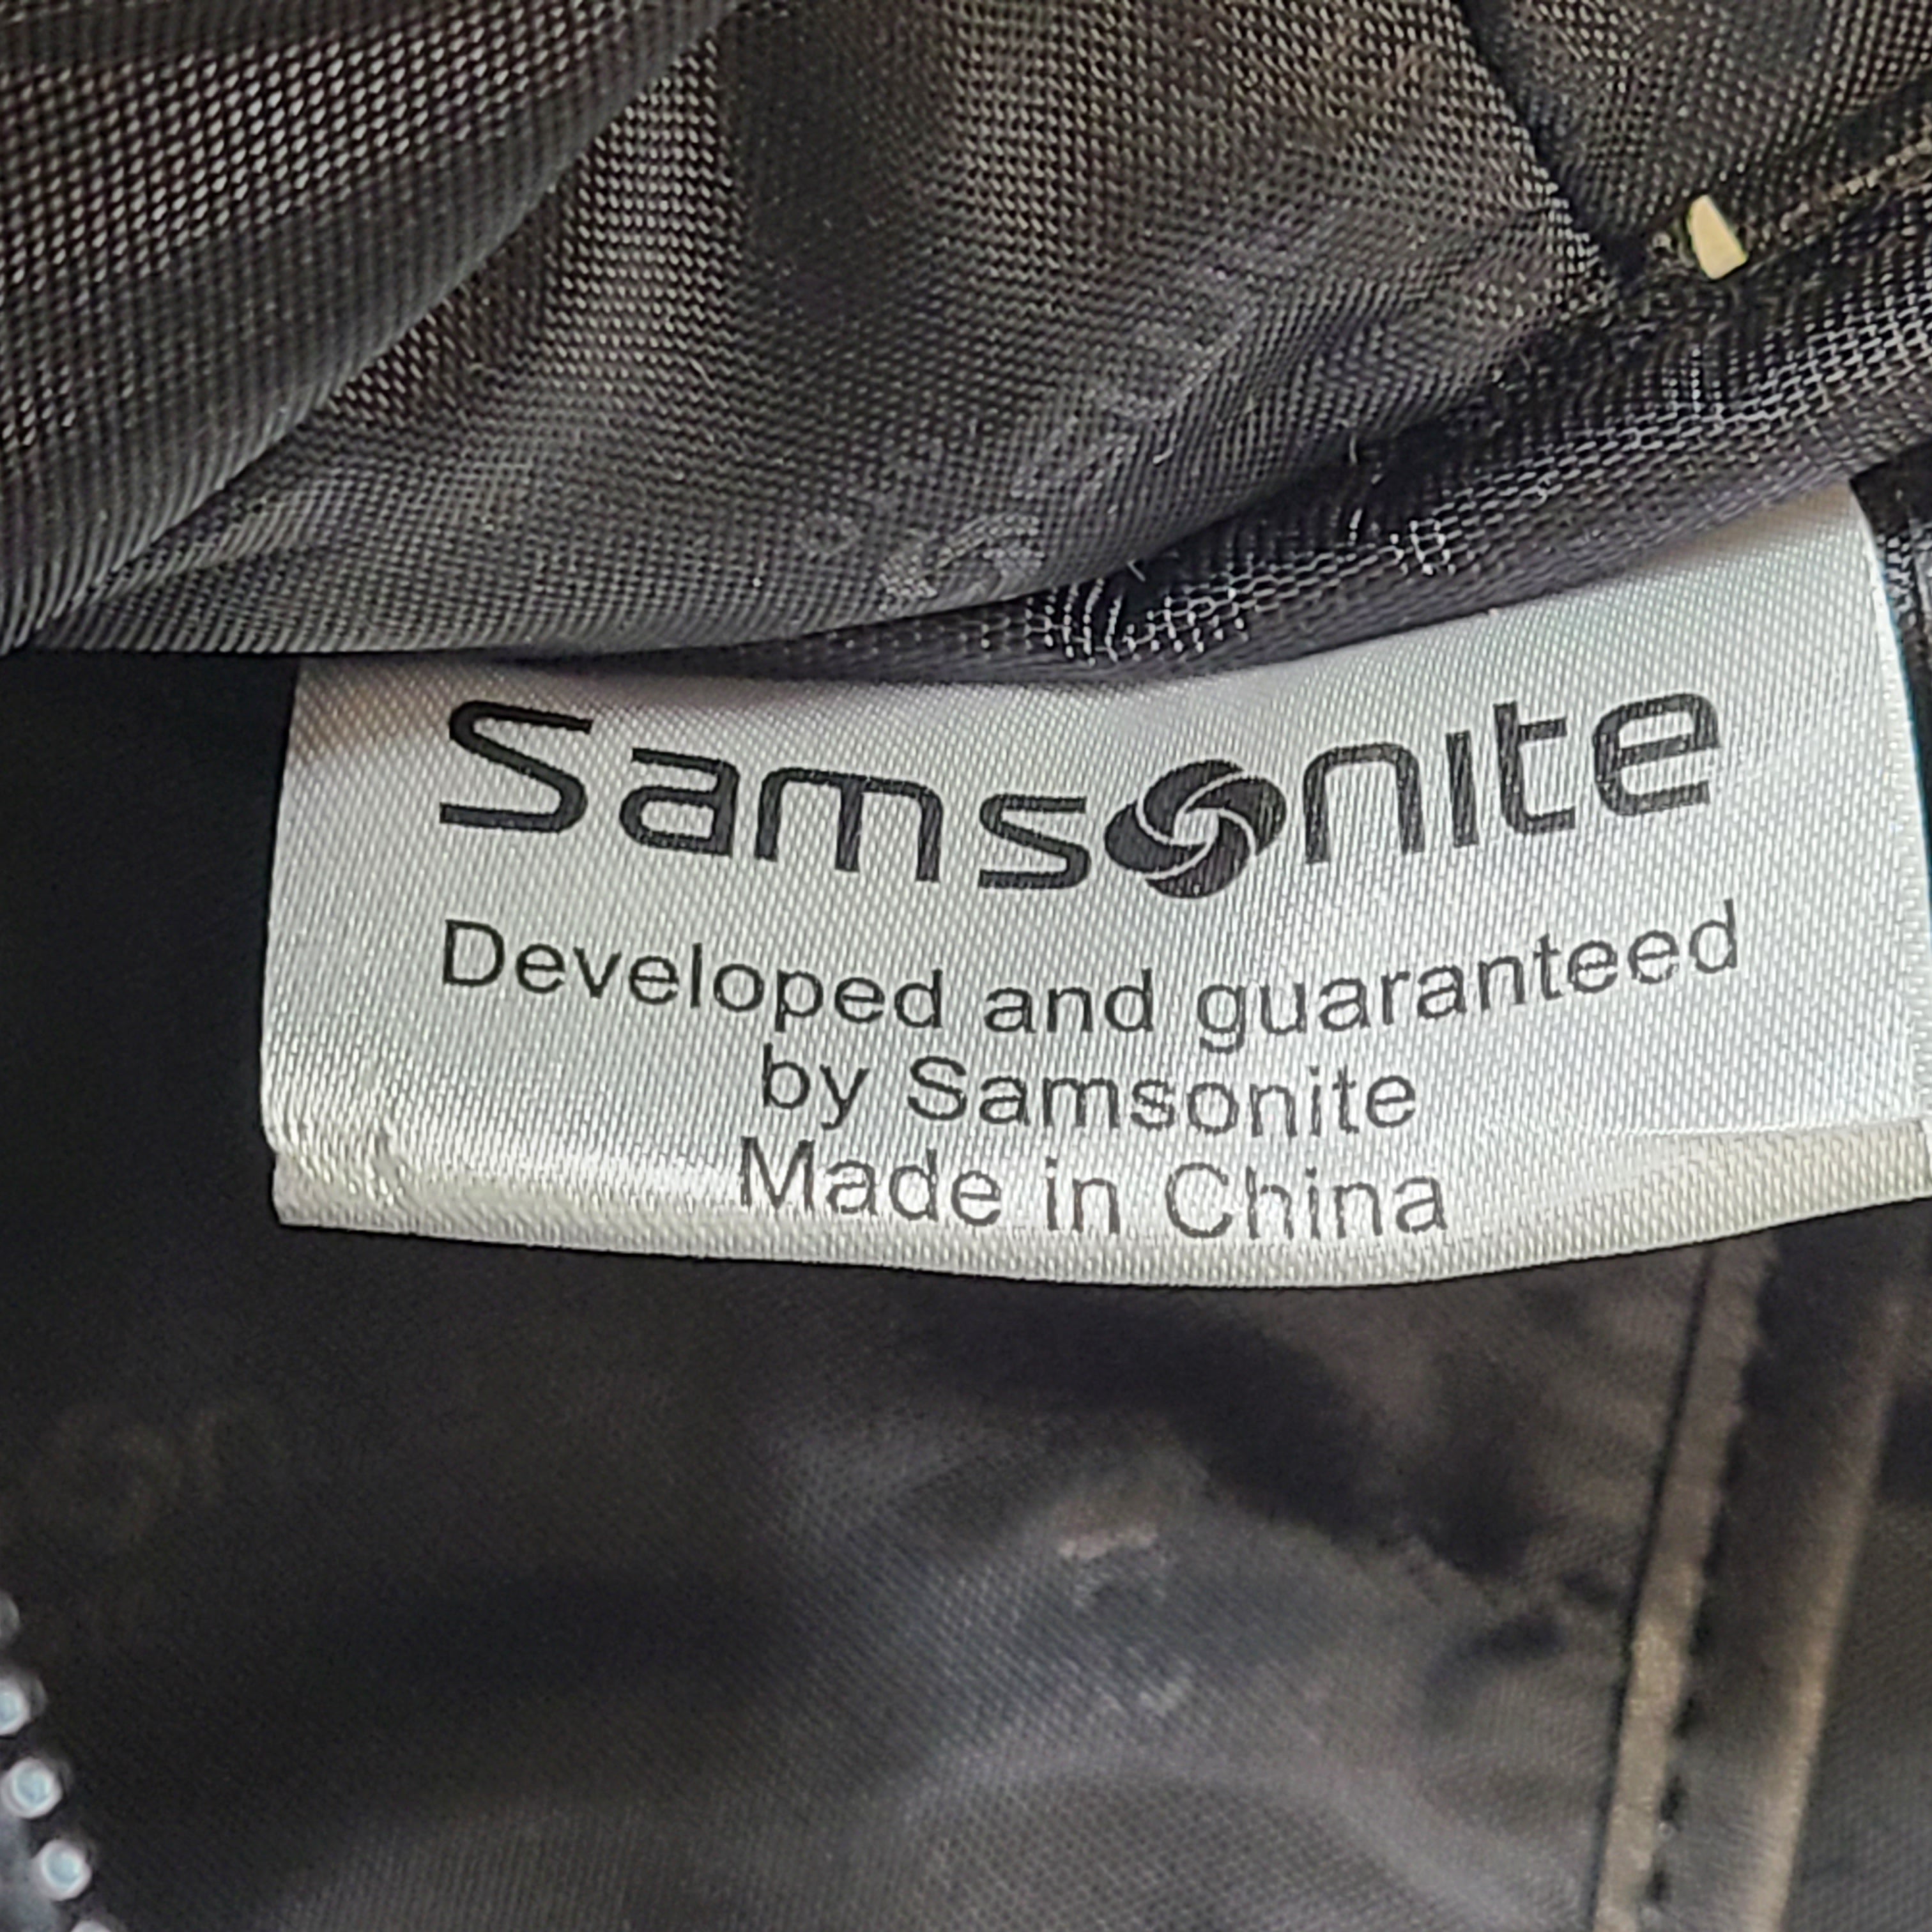 Samsonite
Developed and guaranteed
by Samsonite
Made in China